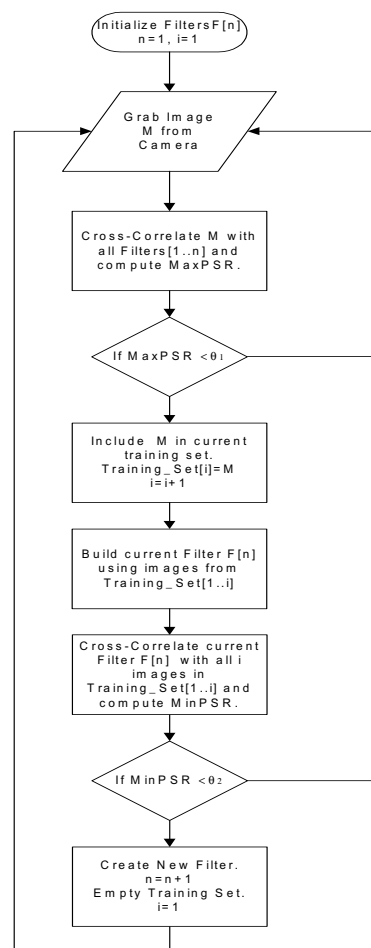 Initialize FiltersF[n]
n=1, i=1
Grab Image
M from
Camera
Cross-Correlate M with
all Filters[1..n] and
compute MaxPSR.
If MaxPSR <θ1
Include M in current
training set.
Training_Set[i]=M
i=i+1
Build current Filter F[n]
using images from
Training_Set[1..i]
Cross-Correlate current
Filter F[n] with all i
images in
Training_Set[1..i] and
compute MinPSR.
If MinPSR <θ2
Create New Filter.
n=n+1
Empty Training Set.
i=1